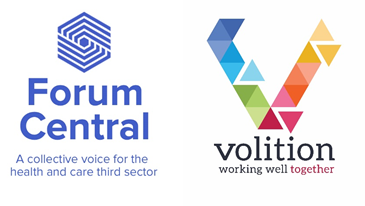 Forum
Central
A collective voice for the
health and care third sector
volition
working well together